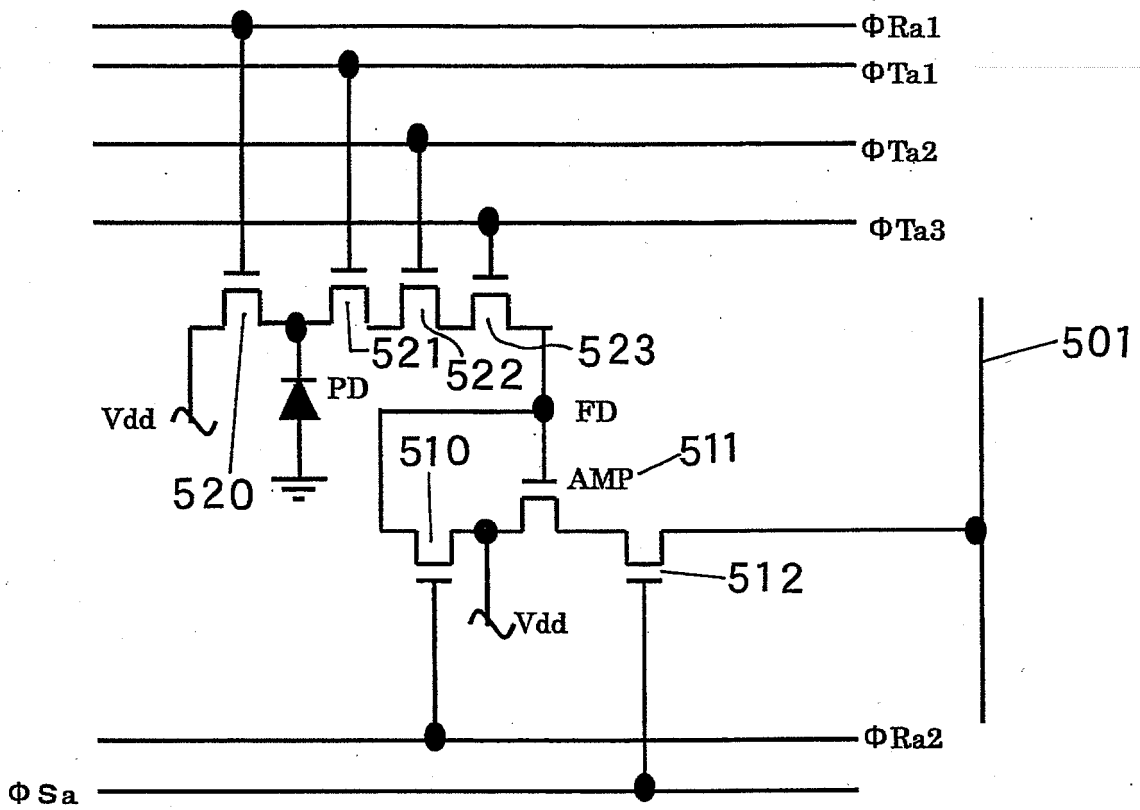 ΦRa1
ΦTa1
ΦTa2
ΦTa3
501
521
522
523
PD
Vdd
FD
510
511
520
AMP
512
Vdd
ΦRa2
ΦSa